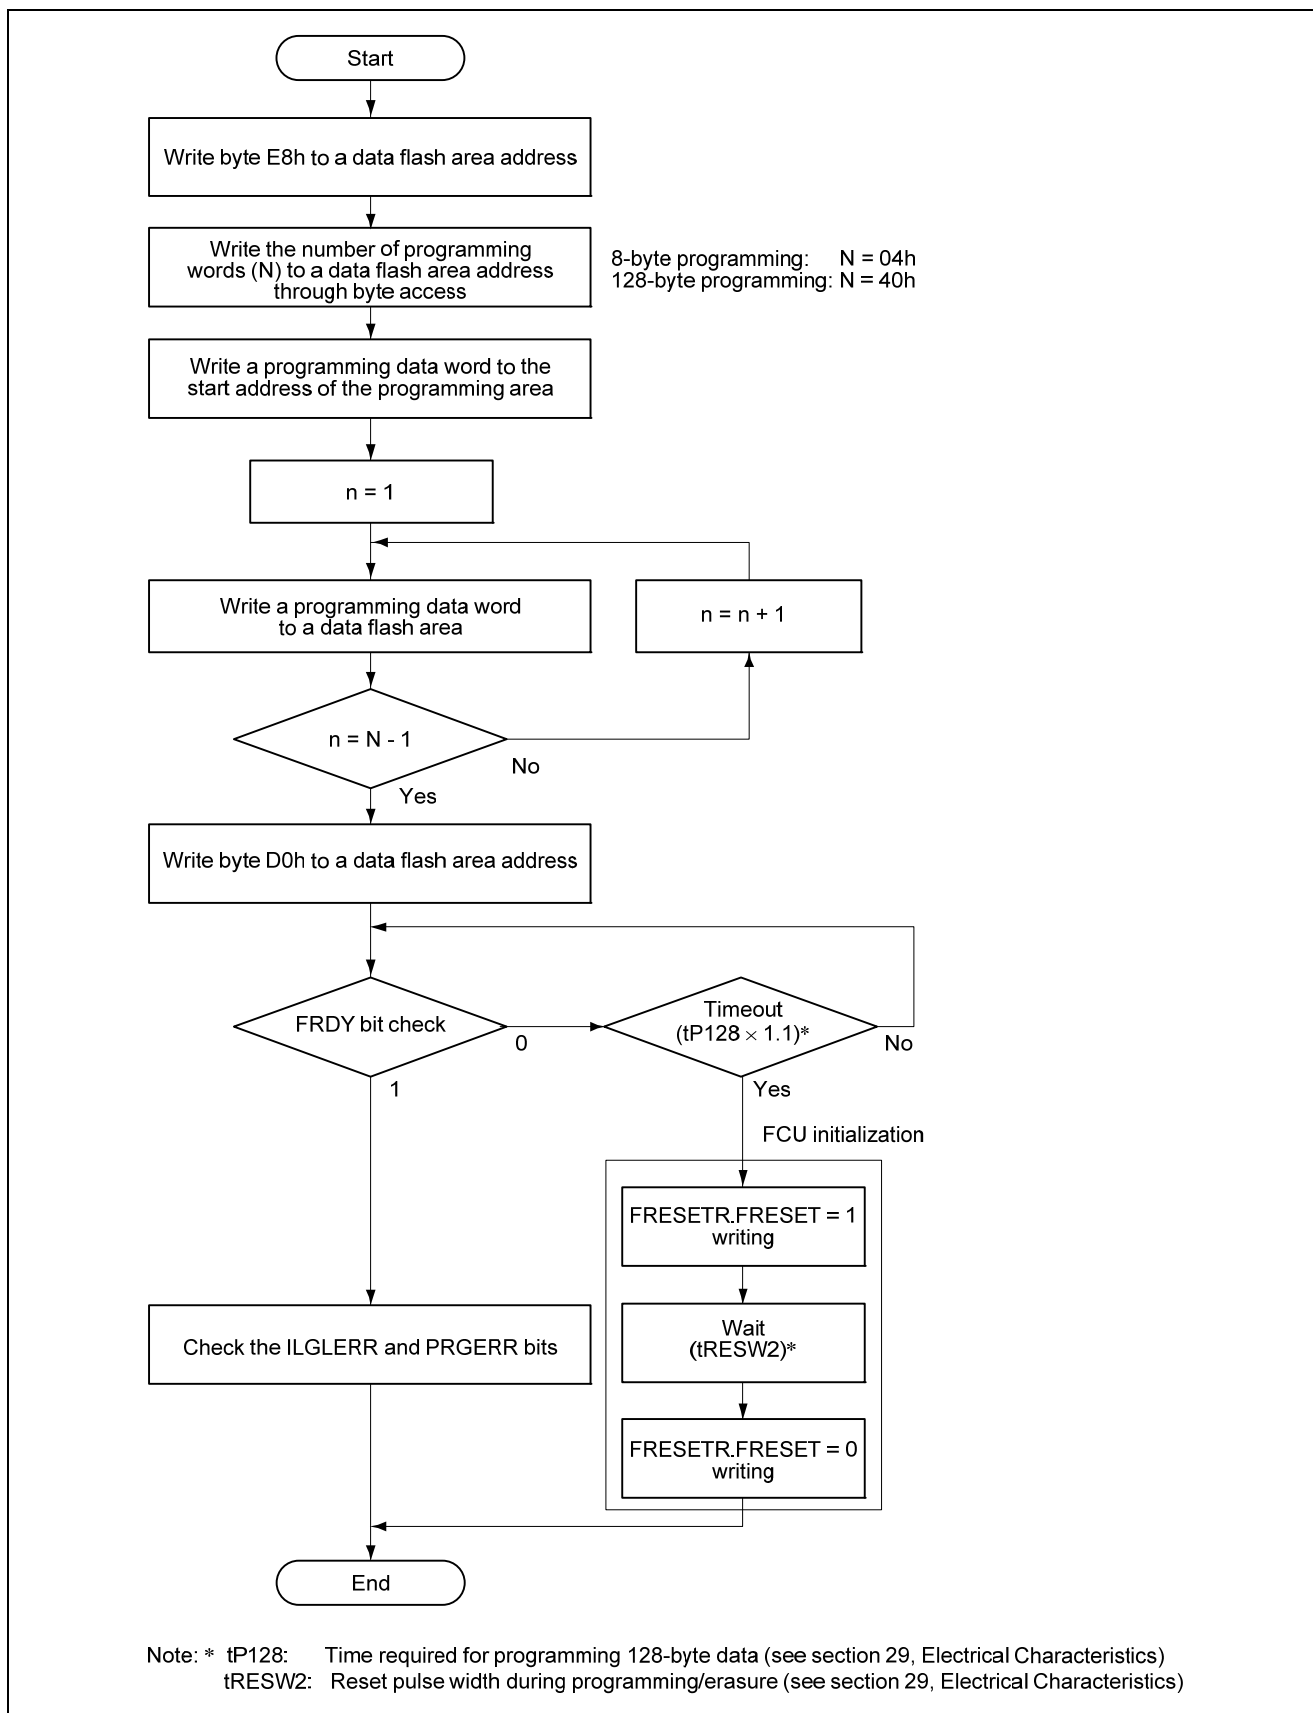 Start
Write byte E8h to a data flash area address
Write the number of programming
words (N) to a data flash area address
through byte access
8-byte programming: N = 04h
128-byte programming: N = 40h
Write a programming data word to the
start address of the programming area
n = 1
Write a programming data word
to a data flash area
n = n + 1
n = N - 1
No
Yes
Write byte D0h to a data flash area address
FRDY bit check
0
Timeout
(tP128 × 1.1)*
No
1
Yes
FCU initialization
FRESETR.FRESET = 1
writing
Wait
(tRESW2)*
Check the ILGLERR and PRGERR bits
FRESETR.FRESET = 0
writing
End
Note: * tP128: Time required for programming 128-byte data (see section 29, Electrical Characteristics)
tRESW2: Reset pulse width during programming/erasure (see section 29, Electrical Characteristics)